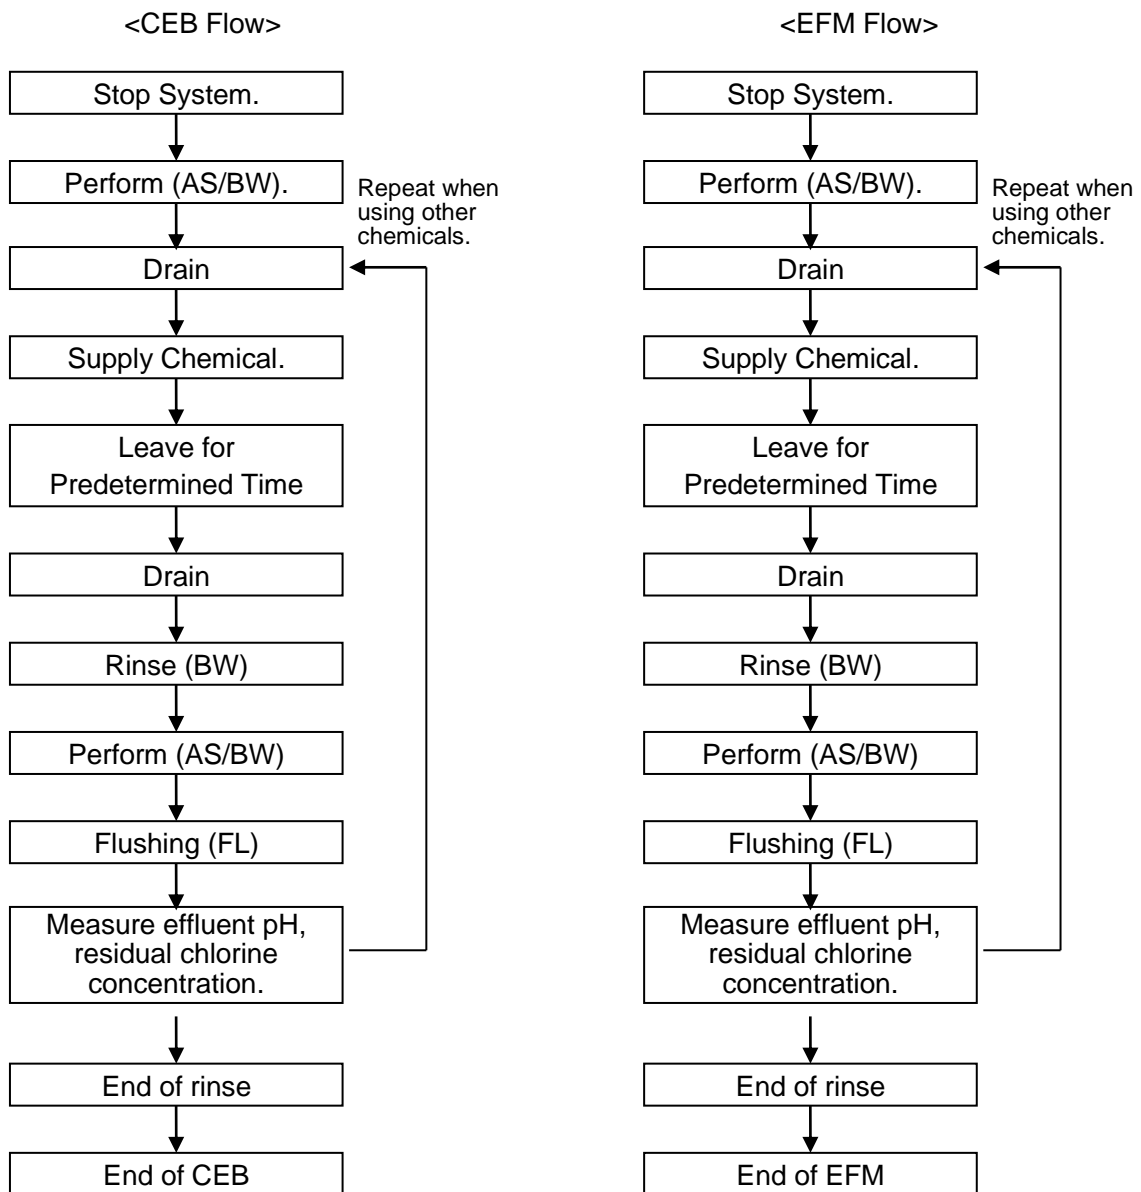 <CEB Flow>
Stop System.
Perform (AS/BW).
Repeat when
using other
chemicals.
Drain
Supply Chemical.
Leave for
Predetermined Time
Drain
Rinse (BW)
Perform (AS/BW)
Flushing (FL)
Measure effluent pH,
residual chlorine
concentration.
End of rinse
End of CEB
<EFM Flow>
Stop System.
Perform (AS/BW).
Repeat when
using other
chemicals.
Drain
Supply Chemical.
Leave for
Predetermined Time
Drain
Rinse (BW)
Perform (AS/BW)
Flushing (FL)
Measure effluent pH,
residual chlorine
concentration.
End of rinse
End of EFM